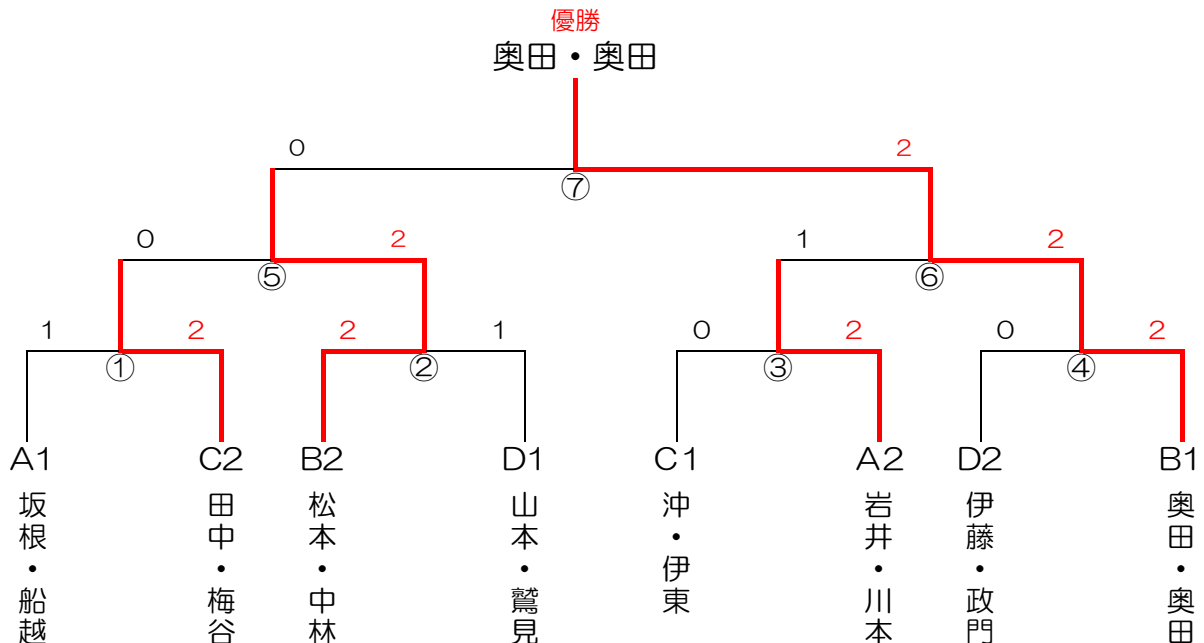 優勝
奥田・奥田
0 2
⑦
0 2 1 2
⑤ ⑥
1 2 2 1 0 2 0 2
① ② ③ ④
A1 C2 B2 D1 C1 A2 D2 B1
坂根・船越
田中・梅谷
松本・中林
山本・鷲見
沖・伊東
岩井・川本
伊藤・政門
奥田・奥田